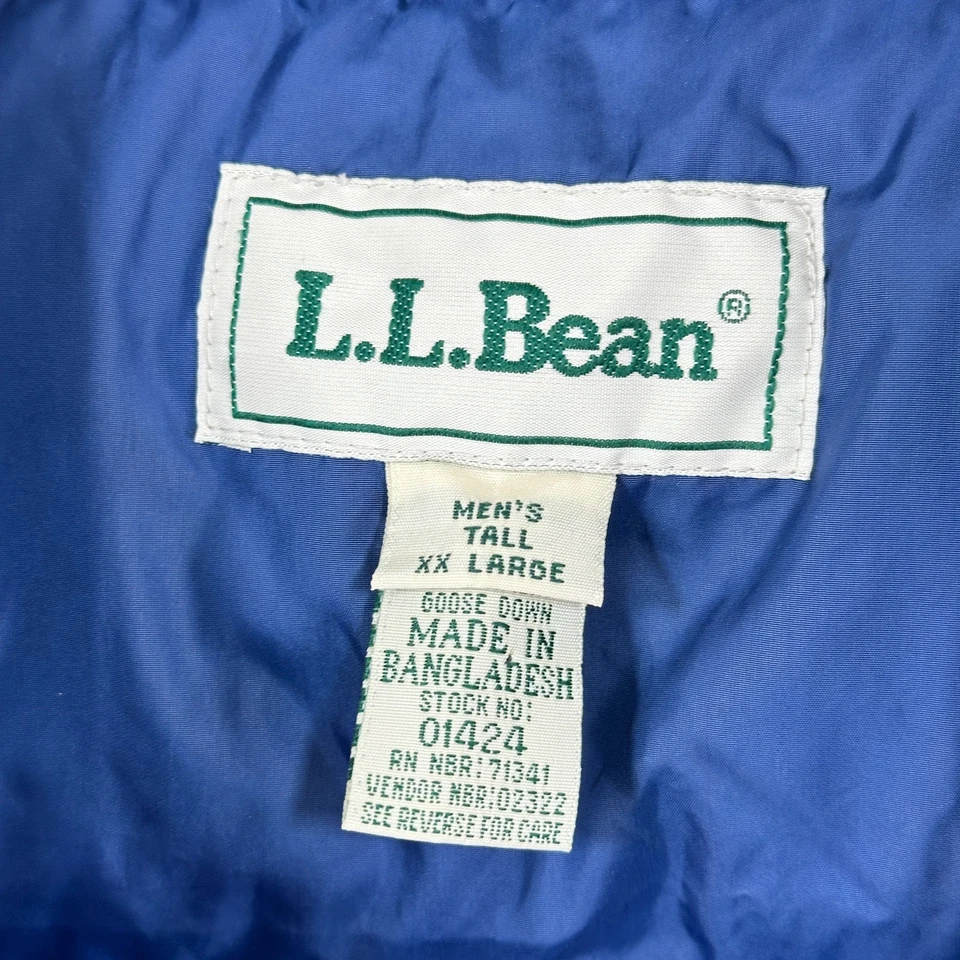 L.L.Bean®
MEN'S
TALL
XX LARGE
GOOSE DOWN
MADE IN
BANGLADESH
STOCK NO:
01424
RN NBR: 71341
VENDOR NBR:02322
SEE REVERSE FOR CARE